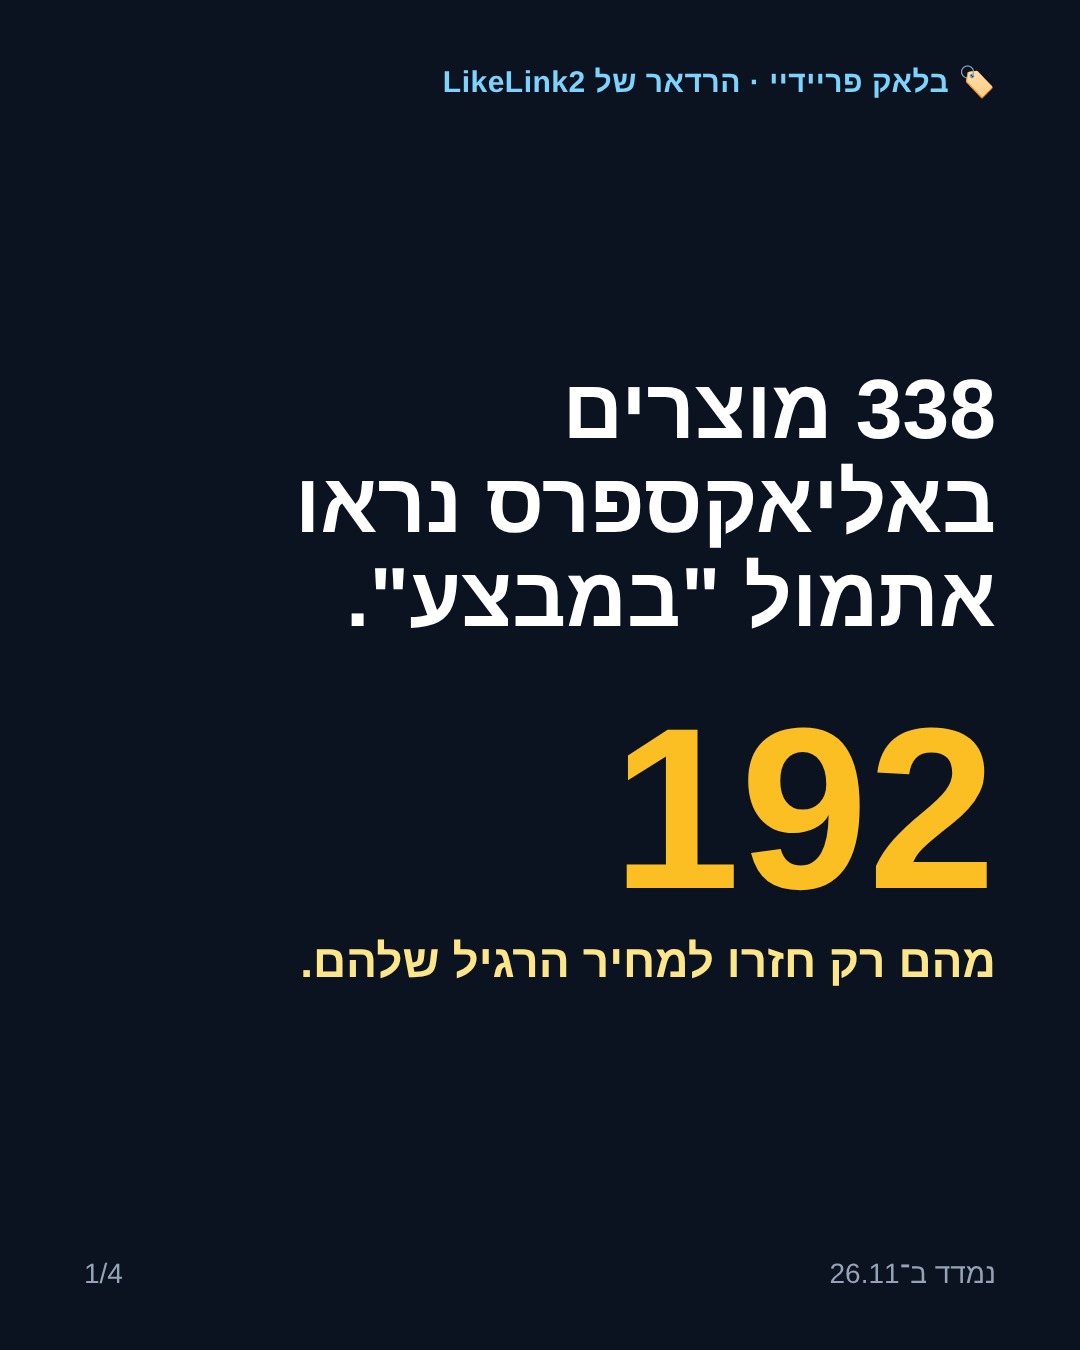 🏷️ בלאק פריידיי · הרדאר של LikeLink2
338 מוצרים
באליאקספרס נראו
אתמול "במבצע".
192
מהם רק חזרו למחיר הרגיל שלהם.
נמדד ב־26.11
1/4